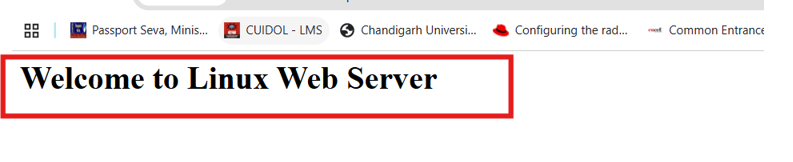 Passport Seva, Minis... CUIDOL - LMS Chandigarh Universi... Configuring the rad... Common Entrance
Welcome to Linux Web Server